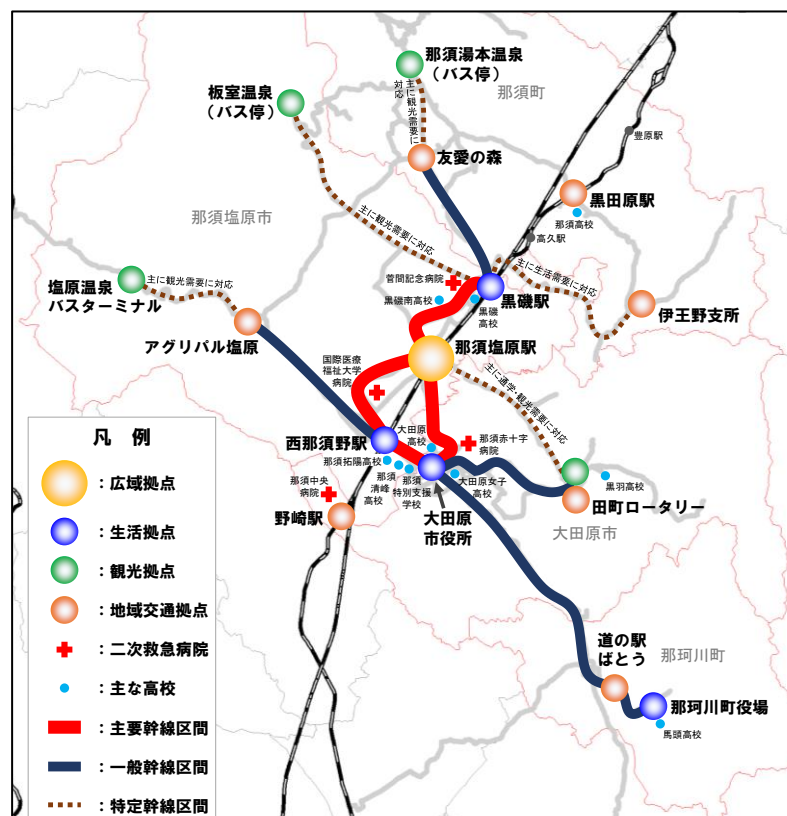 那須湯本温泉
（バス停）
板室温泉
（バス停）
主に観光需要に
対応
那須町
豊原駅
友愛の森
黒田原駅
那須高校
那須塩原市
高久駅
主に観光需要に対応
主に生活需要に対応
塩原温泉
バスターミナル
主に観光需要に対応
菅間記念病院
黒磯駅
黒磯南高校
黒磯
高校
伊王野支所
アグリパル塩原
那須塩原駅
国際医療
福祉大学
病院
主に通学・観光需要に対応
大田原
高校
那須赤十字
病院
西那須野駅
那須拓陽高校
那須
清峰
高校
那須
特別支援
学校
大田原女子
高校
黒羽高校
田町ロータリー
大田原
市役所
大田原市
那須中央
病院
野崎駅
道の駅
ばとう
那珂川町
那珂川町役場
馬頭高校
凡 例
：広域拠点
：生活拠点
：観光拠点
：地域交通拠点
：二次救急病院
：主な高校
：主要幹線区間
：一般幹線区間
：特定幹線区間